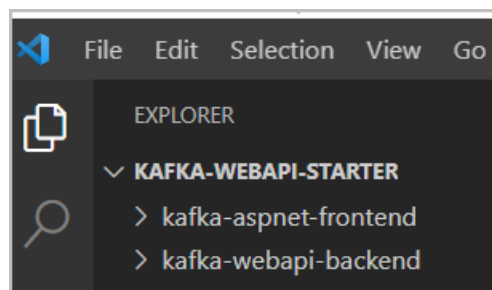 File Edit Selection View Go
EXPLORER
KAFKA-WEBAPI-STARTER
kafka-aspnet-frontend
kafka-webapi-backend